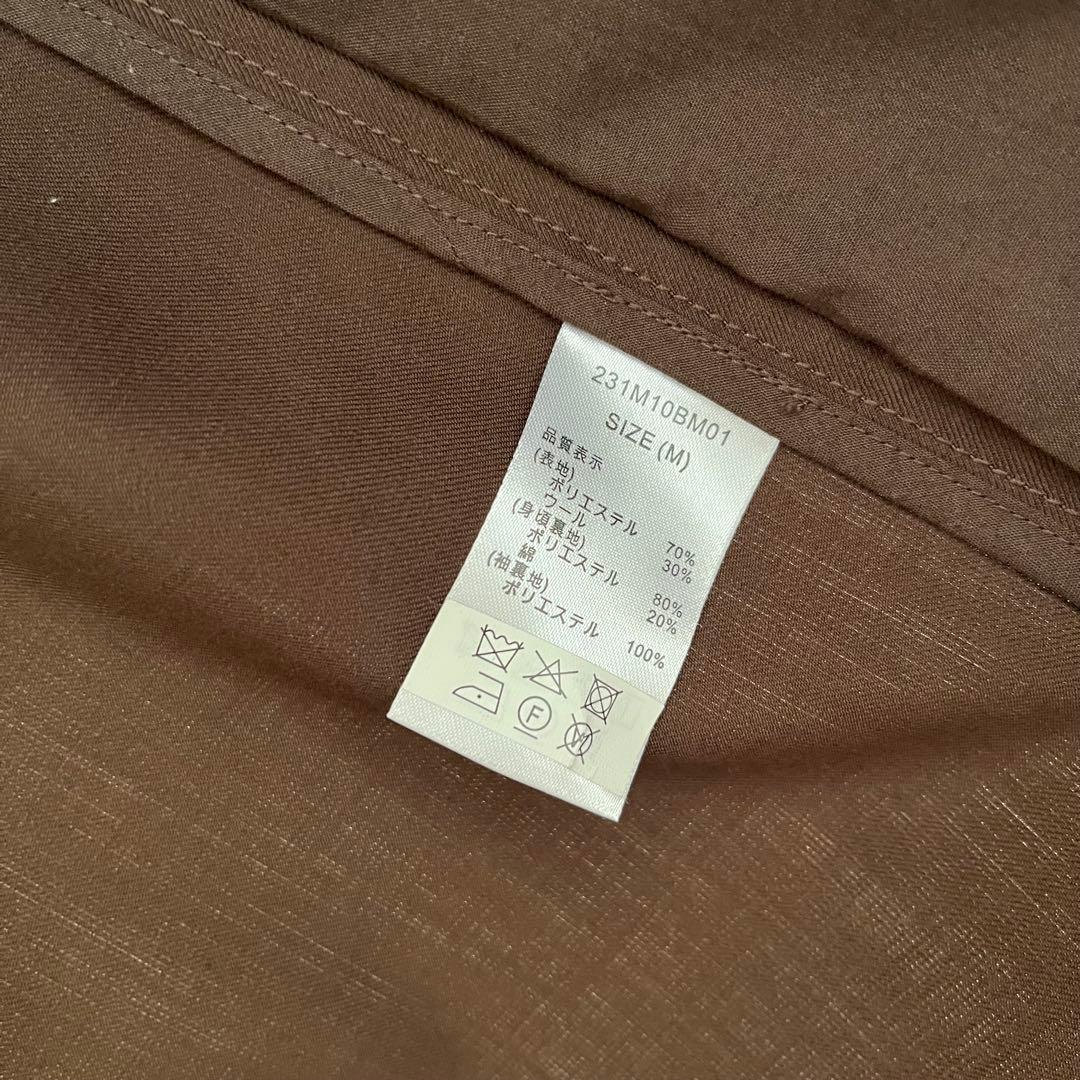 231M10BM01
SIZE (M)
品質表示
(表地)
ポリエステル 70%
ウール 30%
(身頃裏地)
ポリエステル 80%
綿 20%
(袖裏地)
ポリエステル 100%
F
W